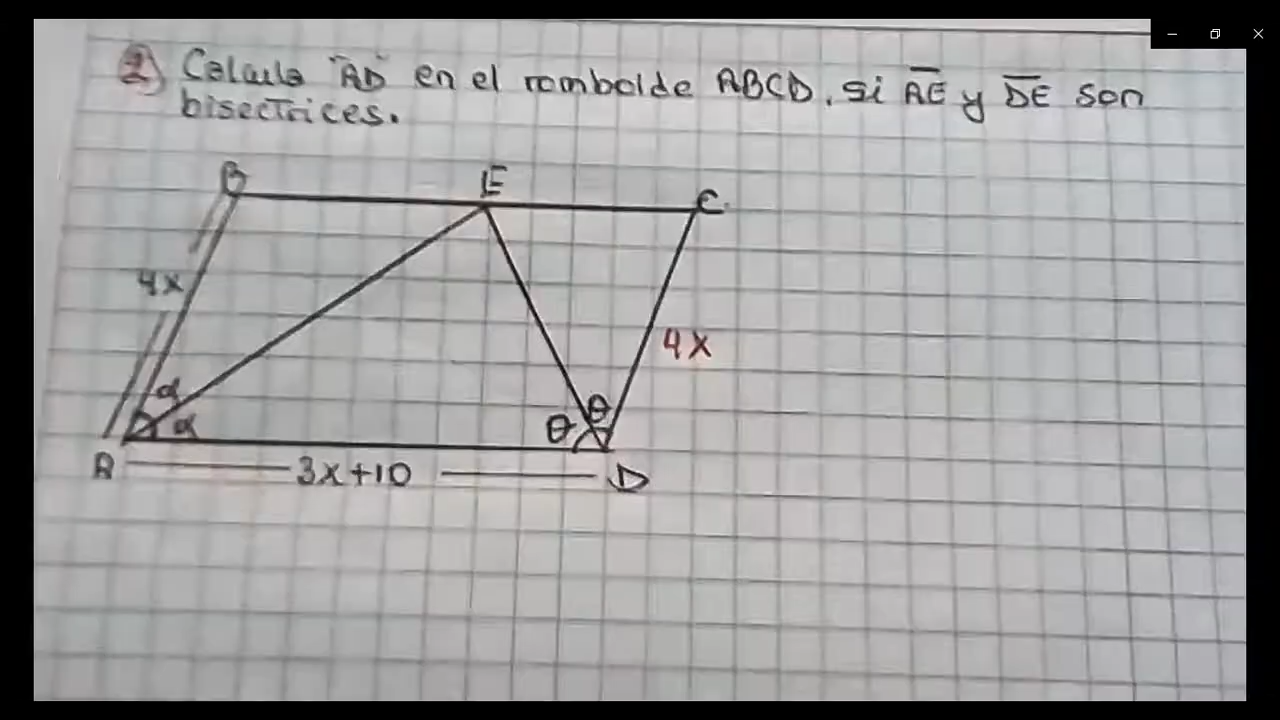 2) Calcula "AD" en el romboide ABCD, si AE y DE son
bisectrices.
B E C
4x
4x
α
α
θ θ
A 3x+10 D